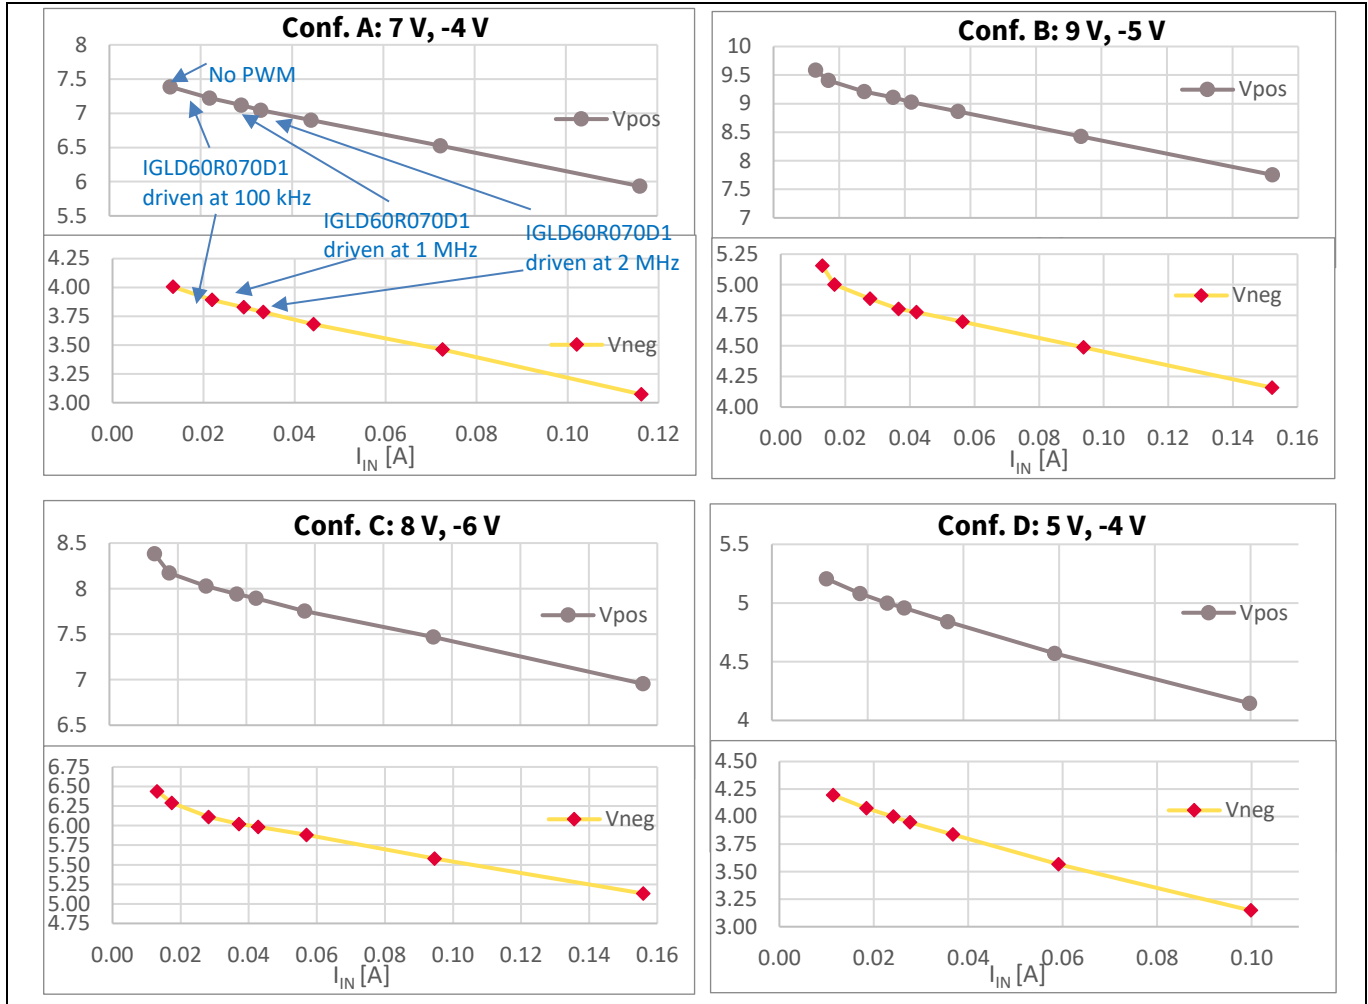 Conf. A: 7 V, -4 V
8
7.5
7
6.5
6
5.5
No PWM
Vpos
IGLD60R070D1
driven at 100 kHz
IGLD60R070D1
driven at 1 MHz
IGLD60R070D1
driven at 2 MHz
4.25
4.00
3.75
3.50
3.25
3.00
Vneg
0.00 0.02 0.04 0.06 0.08 0.10 0.12
IIN [A]
Conf. B: 9 V, -5 V
10
9.5
9
8.5
8
7.5
7
Vpos
5.25
5.00
4.75
4.50
4.25
4.00
Vneg
0.00 0.02 0.04 0.06 0.08 0.10 0.12 0.14 0.16
IIN [A]
Conf. C: 8 V, -6 V
8.5
8
7.5
7
6.5
Vpos
6.75
6.50
6.25
6.00
5.75
5.50
5.25
5.00
4.75
Vneg
0.00 0.02 0.04 0.06 0.08 0.10 0.12 0.14 0.16
IIN [A]
Conf. D: 5 V, -4 V
5.5
5
4.5
4
Vpos
4.50
4.25
4.00
3.75
3.50
3.25
3.00
Vneg
0.00 0.02 0.04 0.06 0.08 0.10
IIN [A]